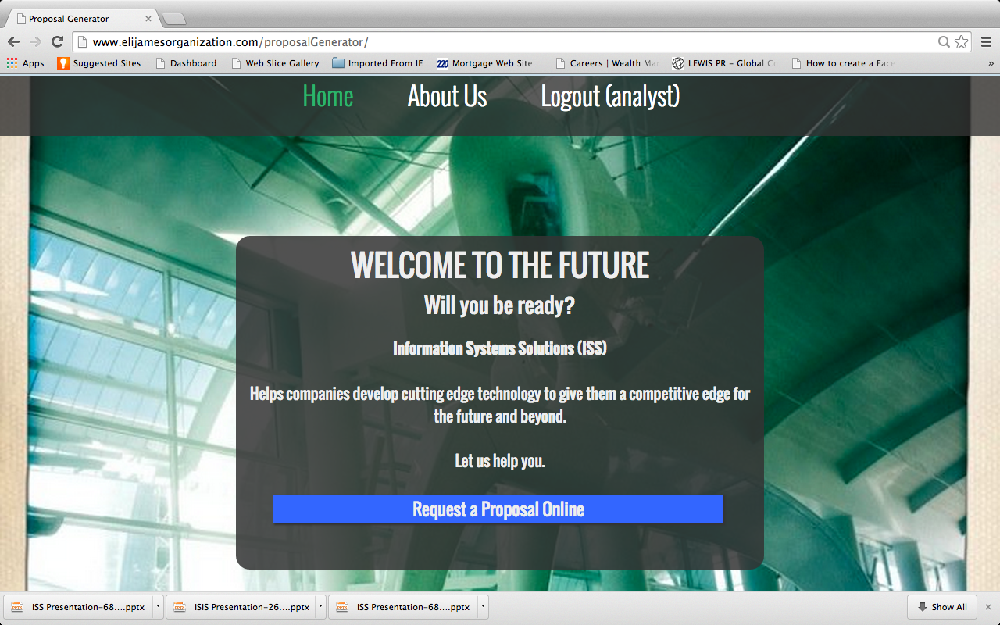 Proposal Generator
www.elijamesorganization.com/proposalGenerator/
Apps Suggested Sites Dashboard Web Slice Gallery Imported From IE 220 Mortgage Web Site | Careers | Wealth Ma LEWIS PR - Global Co How to create a Face »
Home About Us Logout (analyst)
WELCOME TO THE FUTURE
Will you be ready?
Information Systems Solutions (ISS)
Helps companies develop cutting edge technology to give them a competitive edge for
the future and beyond.
Let us help you.
Request a Proposal Online
ISS Presentation-68....pptx ISIS Presentation-26....pptx ISS Presentation-68....pptx Show All